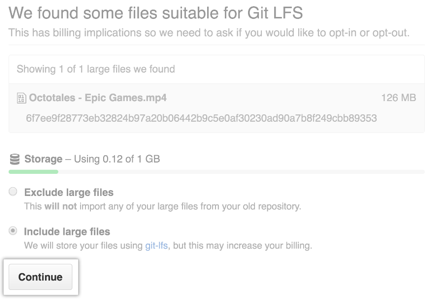 We found some files suitable for Git LFS
This has billing implications so we need to ask if you would like to opt-in or opt-out.
Showing 1 of 1 large files we found
Octotales - Epic Games.mp4 126 MB
6f7ee9f28773eb32824b97a20b06442b9c5e0af30230ad90a7b8f249cbb89353
Storage – Using 0.12 of 1 GB
Exclude large files
This will not import any of your large files from your old repository.
Include large files
We will store your files using git-lfs, but this may increase your billing.
Continue